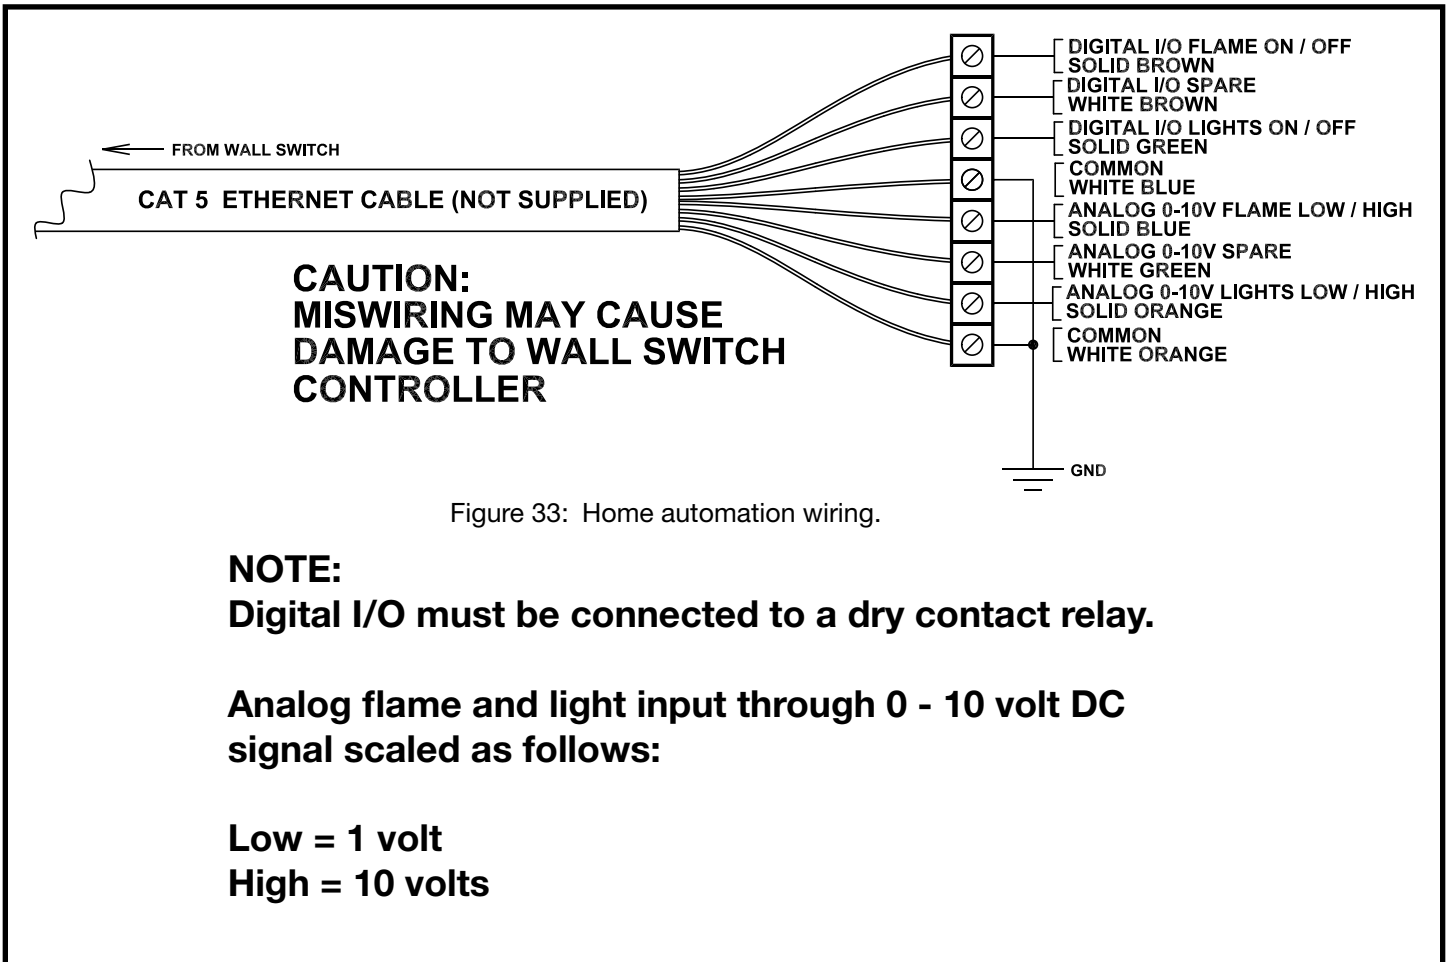 DIGITAL I/O FLAME ON / OFF
SOLID BROWN
DIGITAL I/O SPARE
WHITE BROWN
DIGITAL I/O LIGHTS ON / OFF
SOLID GREEN
COMMON
WHITE BLUE
ANALOG 0-10V FLAME LOW / HIGH
SOLID BLUE
ANALOG 0-10V SPARE
WHITE GREEN
ANALOG 0-10V LIGHTS LOW / HIGH
SOLID ORANGE
COMMON
WHITE ORANGE
FROM WALL SWITCH
CAT 5 ETHERNET CABLE (NOT SUPPLIED)
CAUTION:
MISWIRING MAY CAUSE
DAMAGE TO WALL SWITCH
CONTROLLER
GND
Figure 33: Home automation wiring.
NOTE:
Digital I/O must be connected to a dry contact relay.
Analog flame and light input through 0 - 10 volt DC
signal scaled as follows:
Low = 1 volt
High = 10 volts